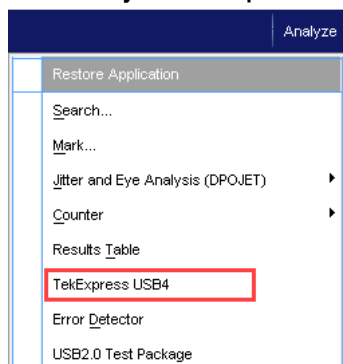 Analyze
Restore Application
Search...
Mark...
Jitter and Eye Analysis (DPOJET)
Counter
Results Table
TekExpress USB4
Error Detector
USB2.0 Test Package